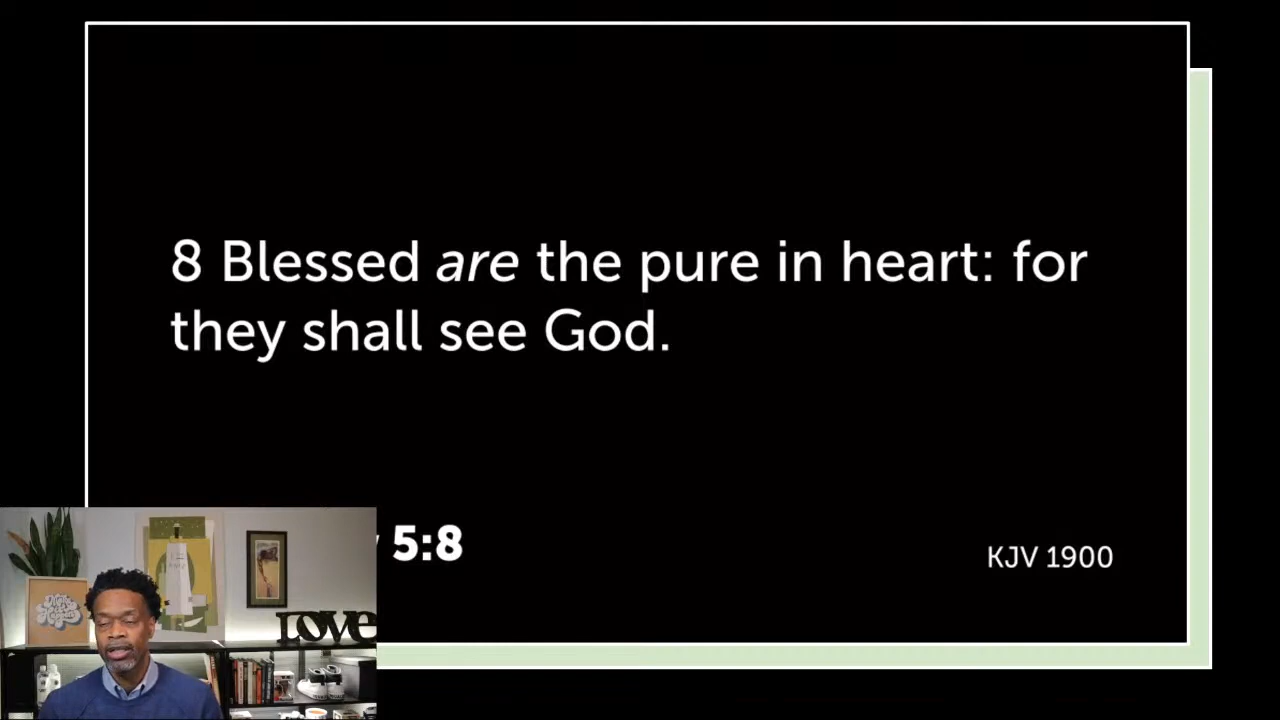 8 Blessed are the pure in heart: for
they shall see God.
5:8
KJV 1900
LOVE